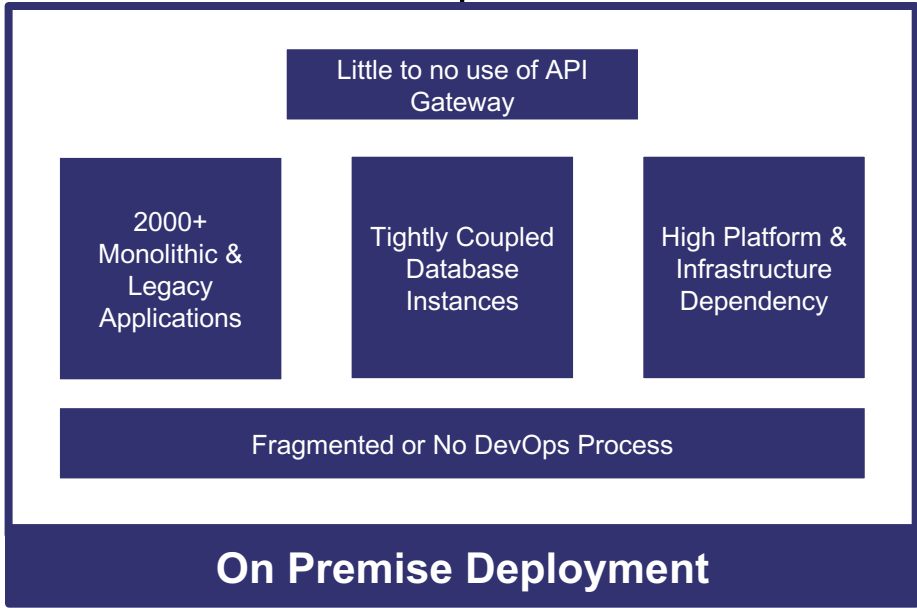 Little to no use of API
Gateway
2000+
Monolithic &
Legacy
Applications
Tightly Coupled
Database
Instances
High Platform &
Infrastructure
Dependency
Fragmented or No DevOps Process
On Premise Deployment